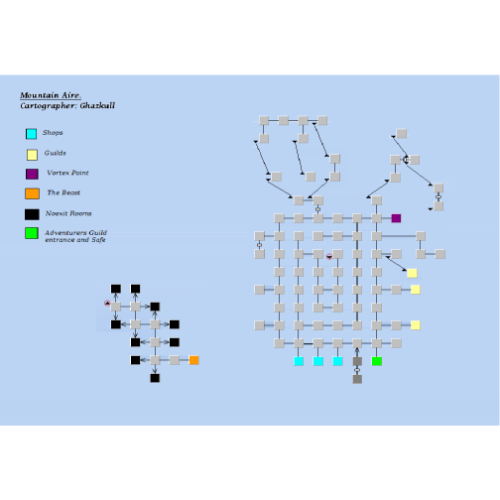 Mountain Aire.
Cartographer: Ghazkull
Shops
Guilds
Vortex Point
The Beast
Noexit Rooms
Adventurers Guild
entrance and Safe